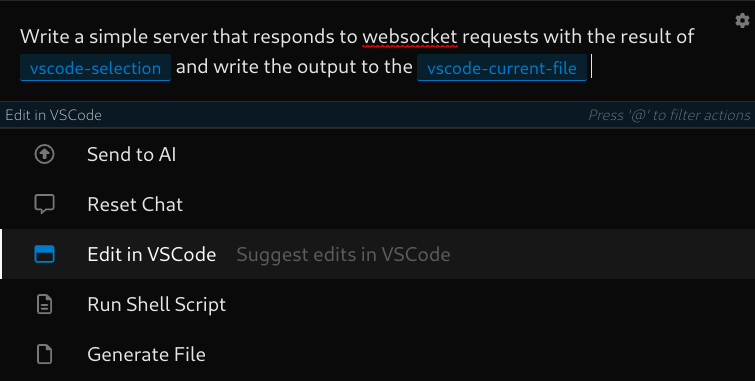 Write a simple server that responds to websocket requests with the result of
vscode-selection and write the output to the vscode-current-file
Edit in VSCode Press '@' to filter actions
Send to AI
Reset Chat
Edit in VSCode Suggest edits in VSCode
Run Shell Script
Generate File